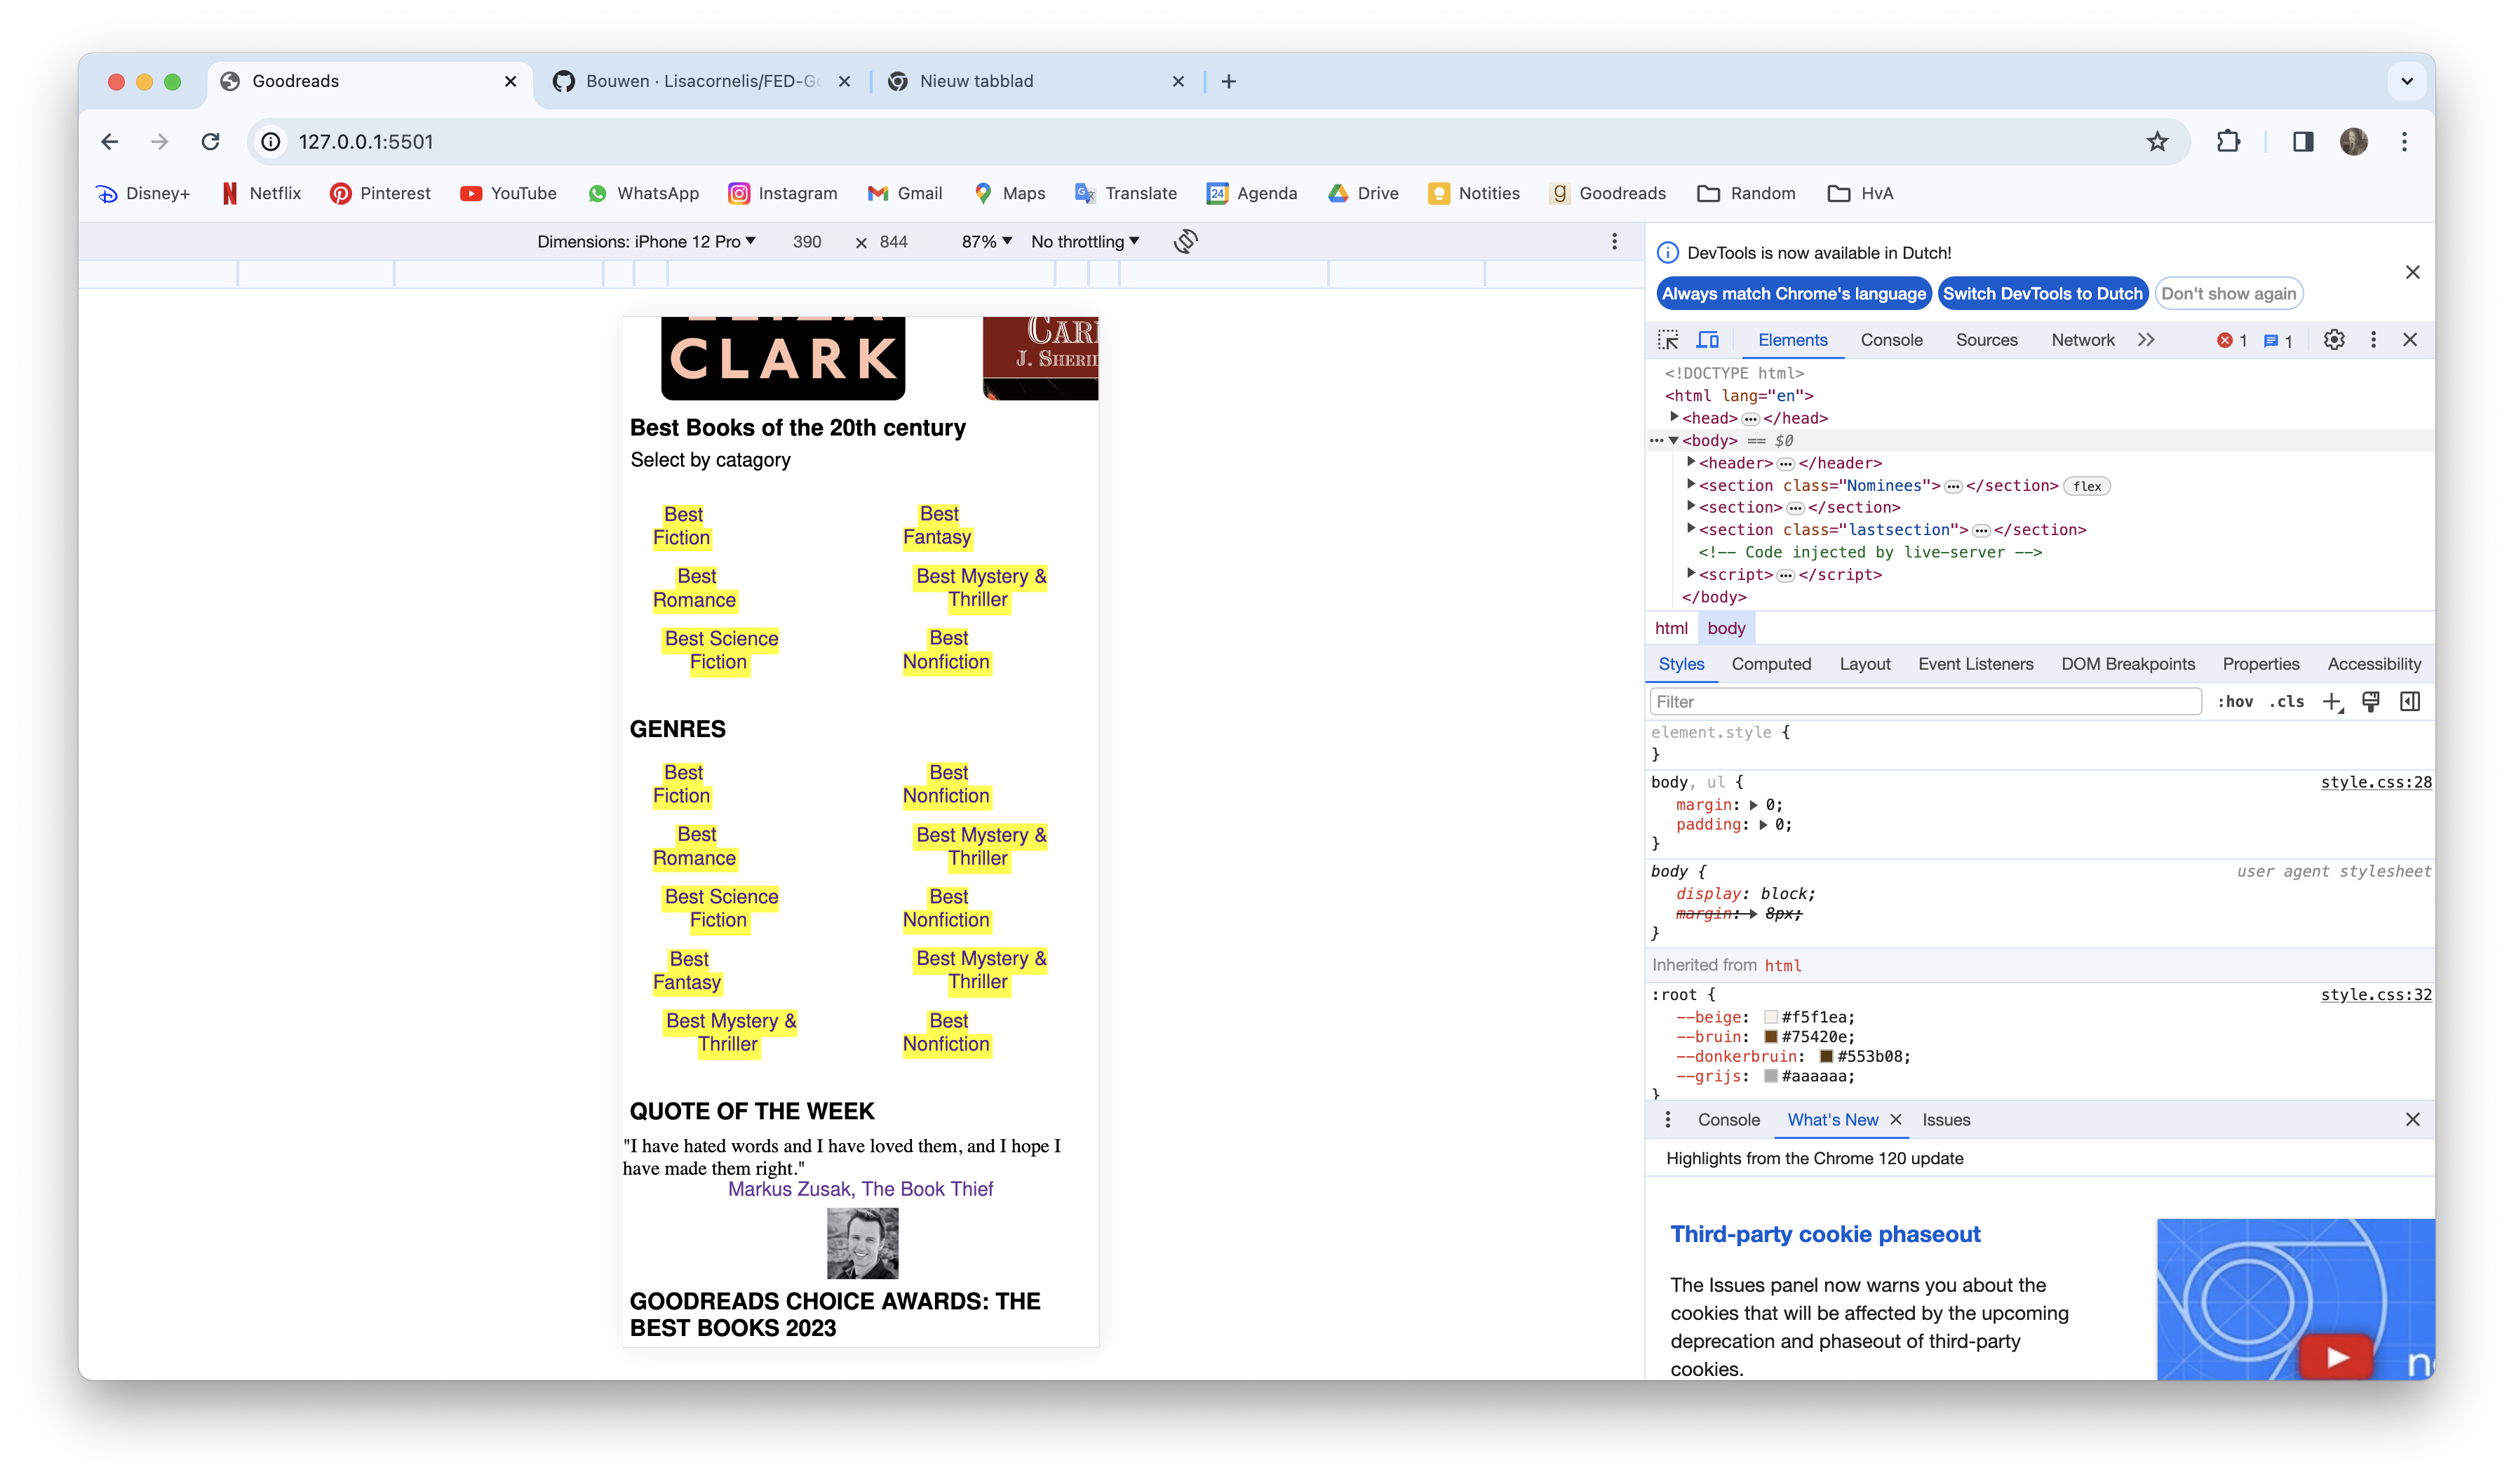 Goodreads
Bouwen · Lisacornelis/FED-Go
Nieuw tabblad
127.0.0.1:5501
Disney+ Netflix Pinterest YouTube WhatsApp Instagram Gmail Maps Translate 24 Agenda Drive Notities g Goodreads Random HvA
Dimensions: iPhone 12 Pro 390 × 844 87% No throttling
CLARK
CAR
J. SHERI
Best Books of the 20th century
Select by catagory
Best
Fiction
Best
Fantasy
Best
Romance
Best Mystery &
Thriller
Best Science
Fiction
Best
Nonfiction
GENRES
Best
Fiction
Best
Nonfiction
Best
Romance
Best Mystery &
Thriller
Best Science
Fiction
Best
Nonfiction
Best
Fantasy
Best Mystery &
Thriller
Best Mystery &
Thriller
Best
Nonfiction
QUOTE OF THE WEEK
"I have hated words and I have loved them, and I hope I
have made them right."
Markus Zusak, The Book Thief
GOODREADS CHOICE AWARDS: THE
BEST BOOKS 2023
DevTools is now available in Dutch!
Always match Chrome's language Switch DevTools to Dutch Don't show again
Elements Console Sources Network 1 1
<!DOCTYPE html>
<html lang="en">
<head> ••• </head>
••• <body> == $0
<header> ••• </header>
<section class="Nominees"> ••• </section> flex
<section> ••• </section>
<section class="lastsection"> ••• </section>
<!-- Code injected by live-server -->
<script> ••• </script>
</body>
html body
Styles Computed Layout Event Listeners DOM Breakpoints Properties Accessibility
Filter :hov .cls
element.style {
}
body, ul { style.css:28
margin: 0;
padding: 0;
}
body { user agent stylesheet
display: block;
margin: 8px;
}
Inherited from html
:root { style.css:32
--beige: #f5f1ea;
--bruin: #75420e;
--donkerbruin: #553b08;
--grijs: #aaaaaa;
}
Console What's New Issues
Highlights from the Chrome 120 update
Third-party cookie phaseout
The Issues panel now warns you about the
cookies that will be affected by the upcoming
deprecation and phaseout of third-party
cookies.